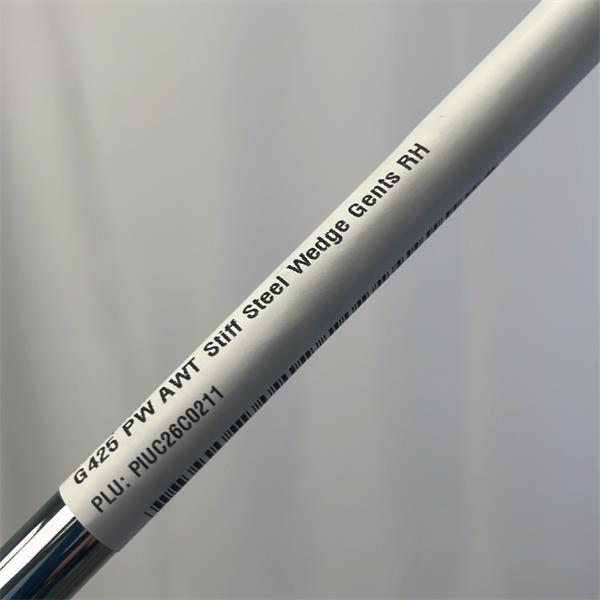 G425 PW AWT Stiff Steel Wedge Gents RH
PLU: PIUC26C0211